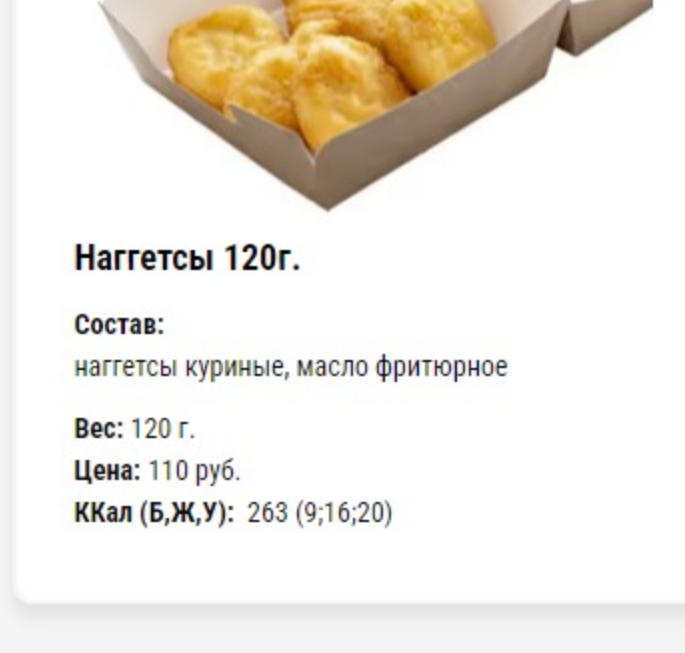 Наггетсы 120г.
Состав:
наггетсы куриные, масло фритюрное
Вес: 120 г.
Цена: 110 руб.
ККал (Б,Ж,У): 263 (9;16;20)